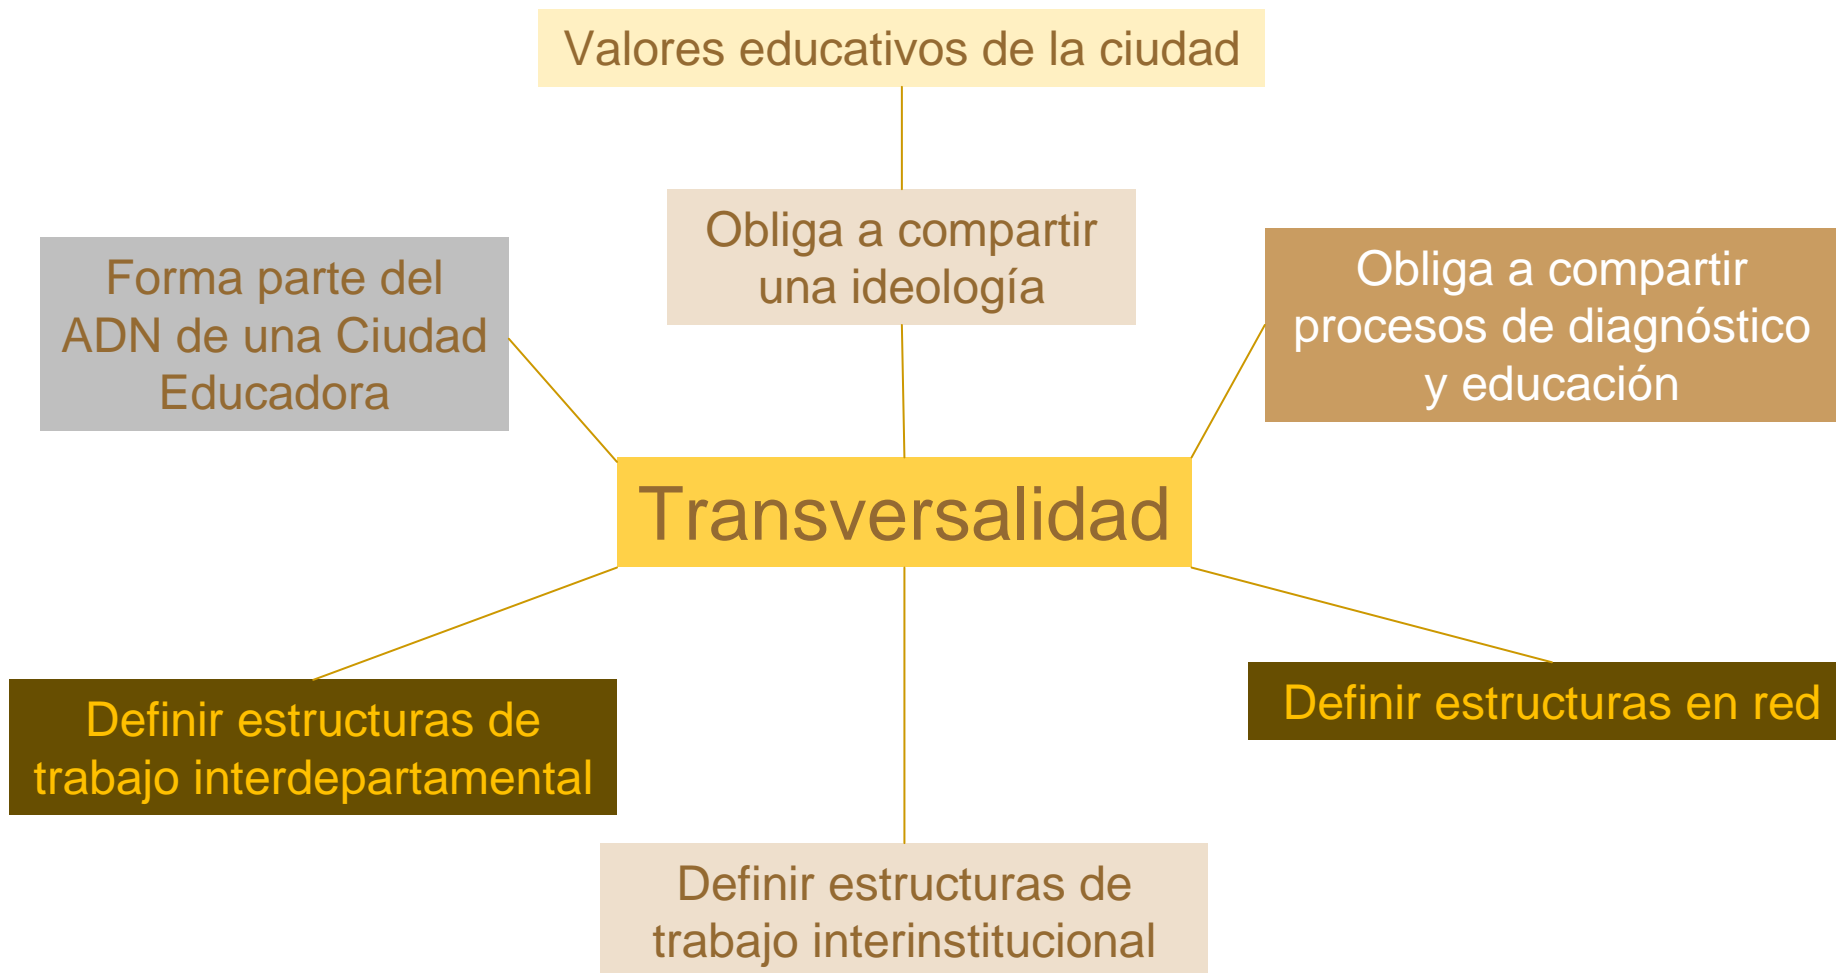 Valores educativos de la ciudad
Obliga a compartir
una ideología
Forma parte del
ADN de una Ciudad
Educadora
Obliga a compartir
procesos de diagnóstico
y educación
Transversalidad
Definir estructuras de
trabajo interdepartamental
Definir estructuras en red
Definir estructuras de
trabajo interinstitucional